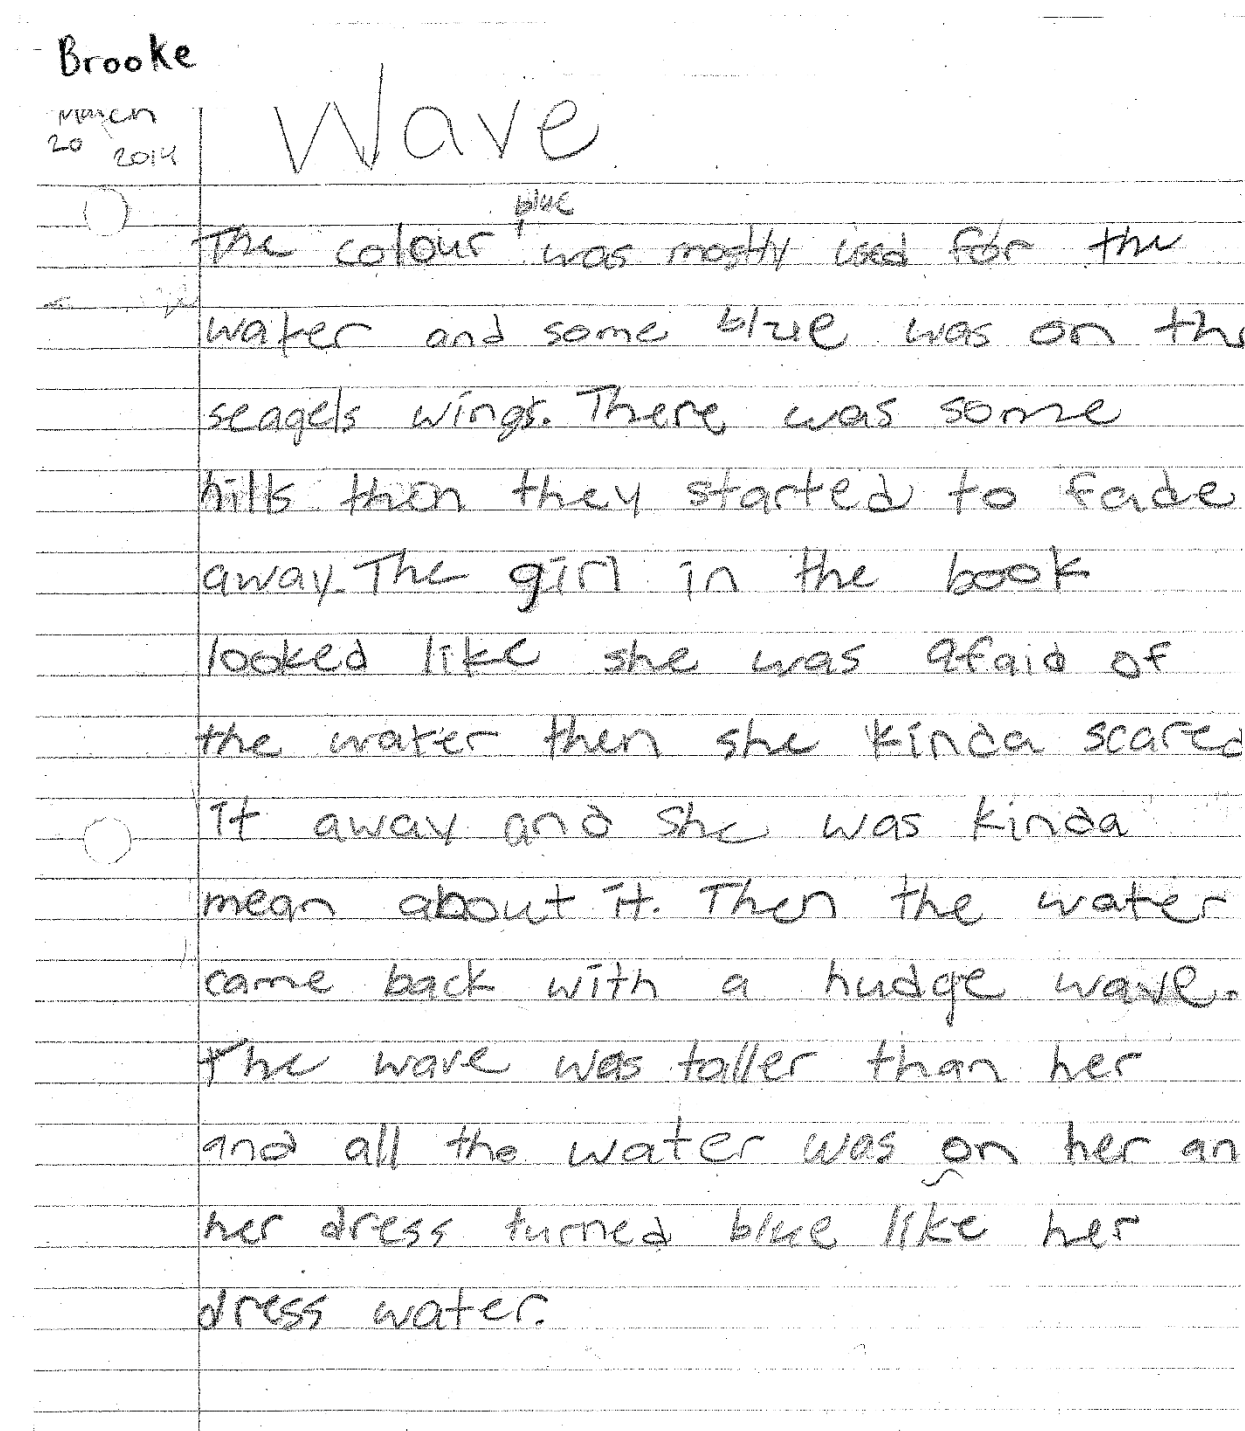 Brooke
March
20 2014
Wave
blue
The colour was mostly used for the
water and some blue was on the
seagels wings. There was some
hills then they started to fade
away. The girl in the book
looked like she was afaid of
the water then she kinda scared
it away and she was kinda
mean about it. Then the water
came back with a hudge wave.
The wave was taller than her
and all the water was on her an
her dress turned blue like her
dress water.